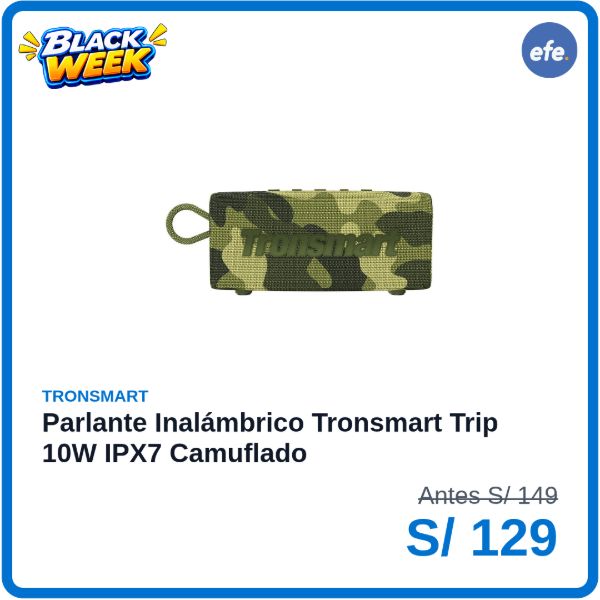 BLACK
WEEK
efe.
Tronsmart
TRONSMART
Parlante Inalámbrico Tronsmart Trip
10W IPX7 Camuflado
Antes S/ 149
S/ 129